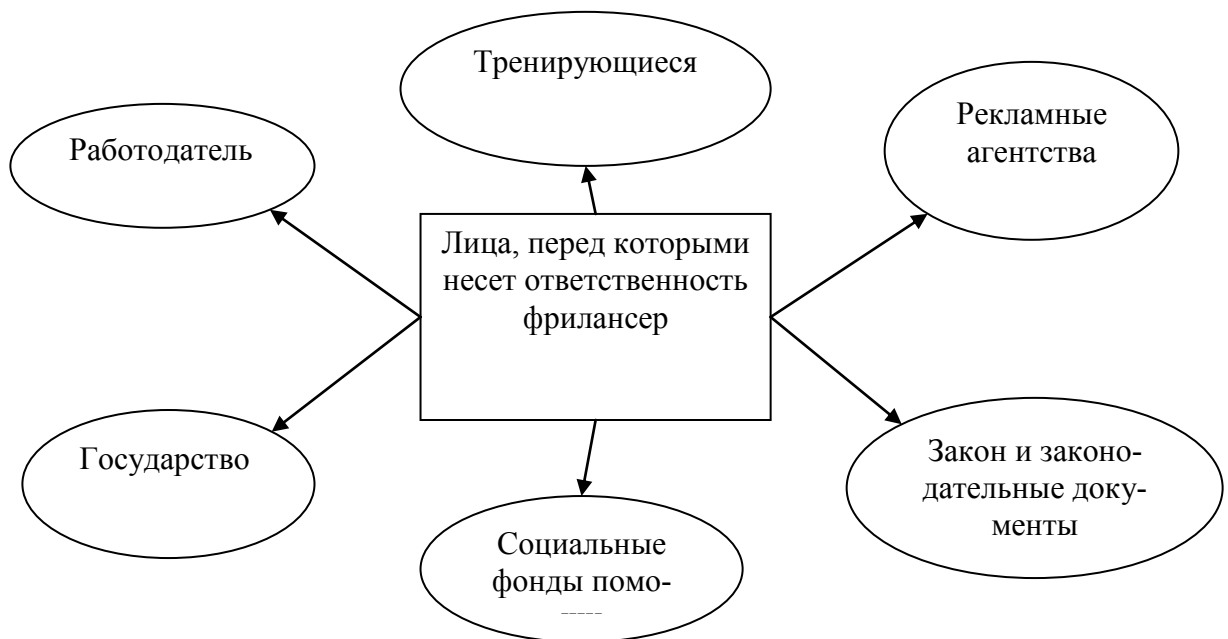 Тренирующиеся
Рекламные
агентства
Работодатель
Лица, перед которыми
несет ответственность
фрилансер
Государство
Закон и законо-
дательные доку-
менты
Социальные
фонды помо-